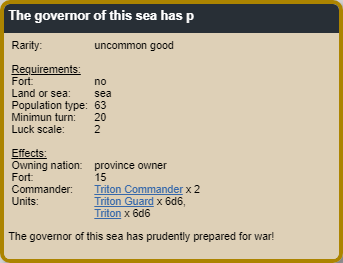 The governor of this sea has p
Rarity: uncommon good
Requirements:
Fort: no
Land or sea: sea
Population type: 63
Minimun turn: 20
Luck scale: 2
Effects:
Owning nation: province owner
Fort: 15
Commander: Triton Commander x 2
Units: Triton Guard x 6d6,
Triton x 6d6
The governor of this sea has prudently prepared for war!